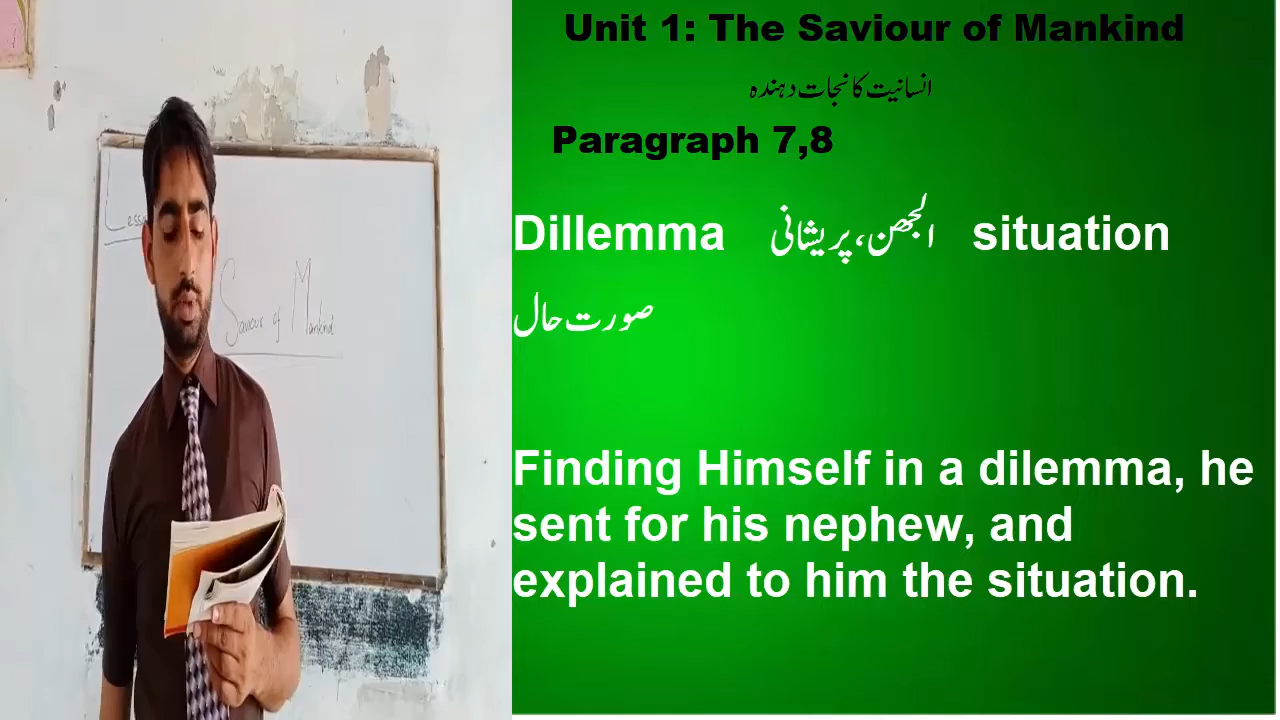 Lesso
Saviour of Mankind
Unit 1: The Saviour of Mankind
انسانیت کا نجات دہندہ
Paragraph 7,8
Dillemma الجھن، پریشانی situation
صورت حال
Finding Himself in a dilemma, he
sent for his nephew, and
explained to him the situation.